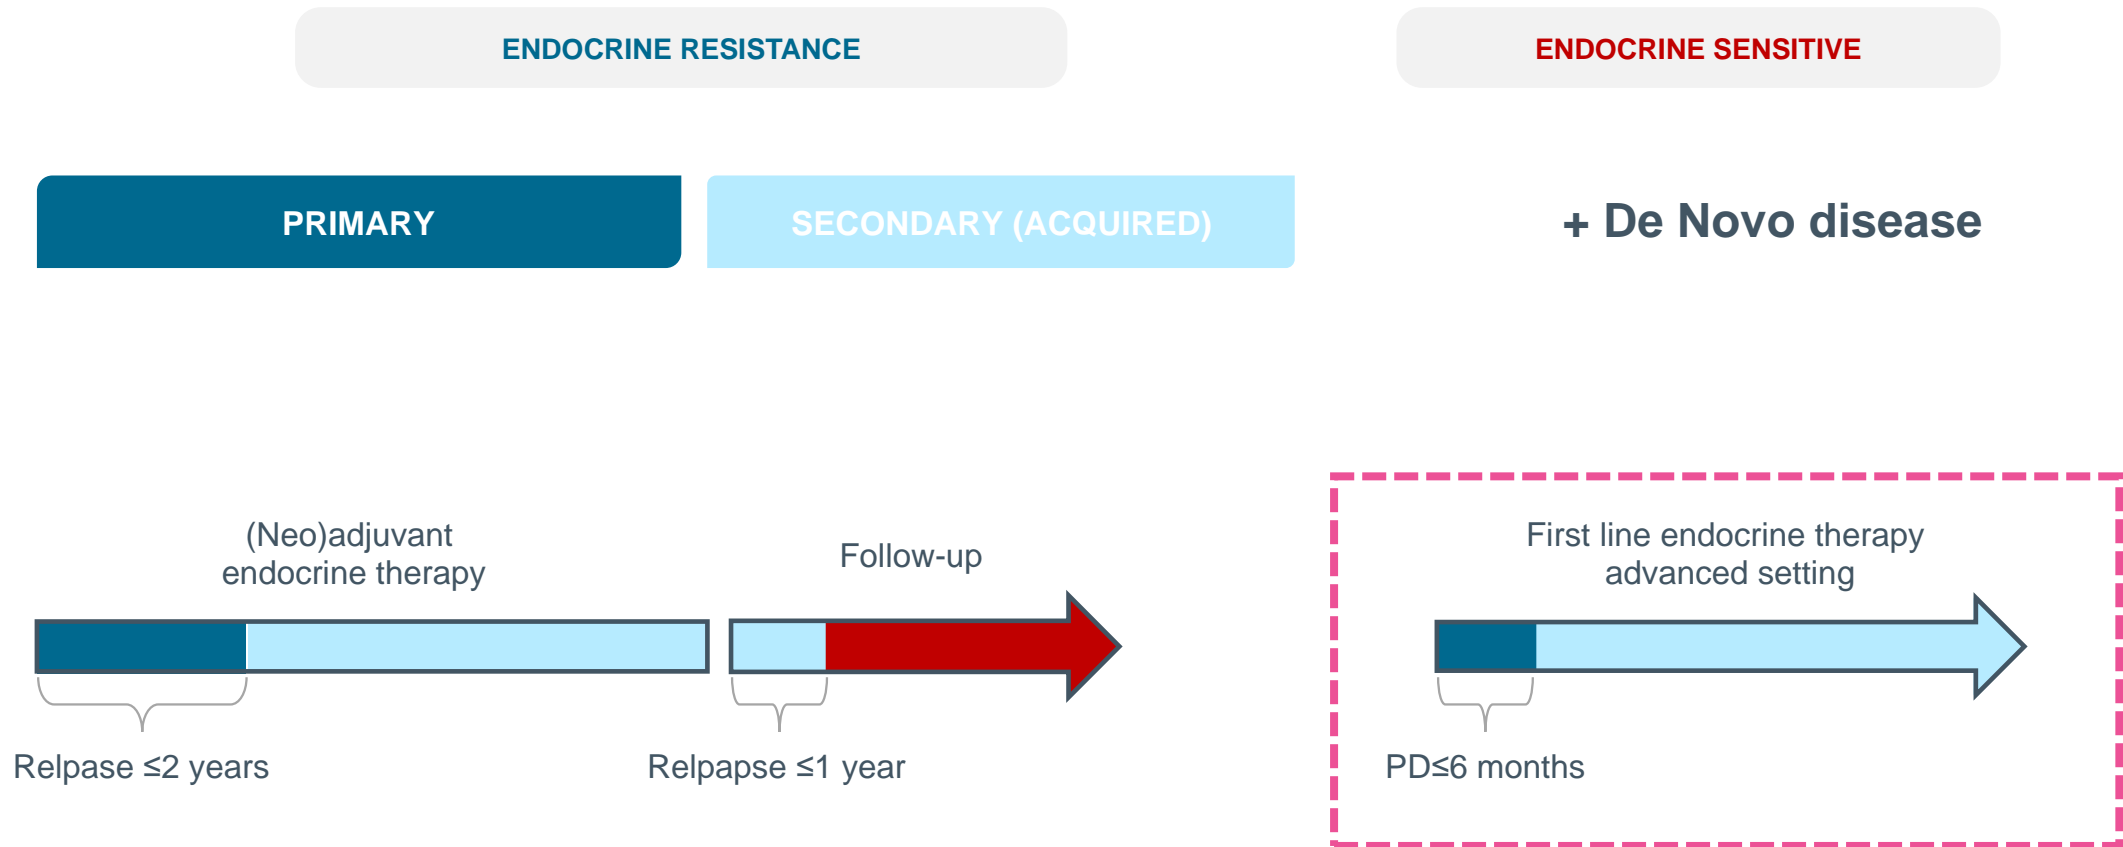 ENDOCRINE RESISTANCE
ENDOCRINE SENSITIVE
PRIMARY
SECONDARY (ACQUIRED)
+ De Novo disease
(Neo)adjuvant
endocrine therapy
Follow-up
First line endocrine therapy
advanced setting
Relpase ≤2 years
Relpapse ≤1 year
PD≤6 months